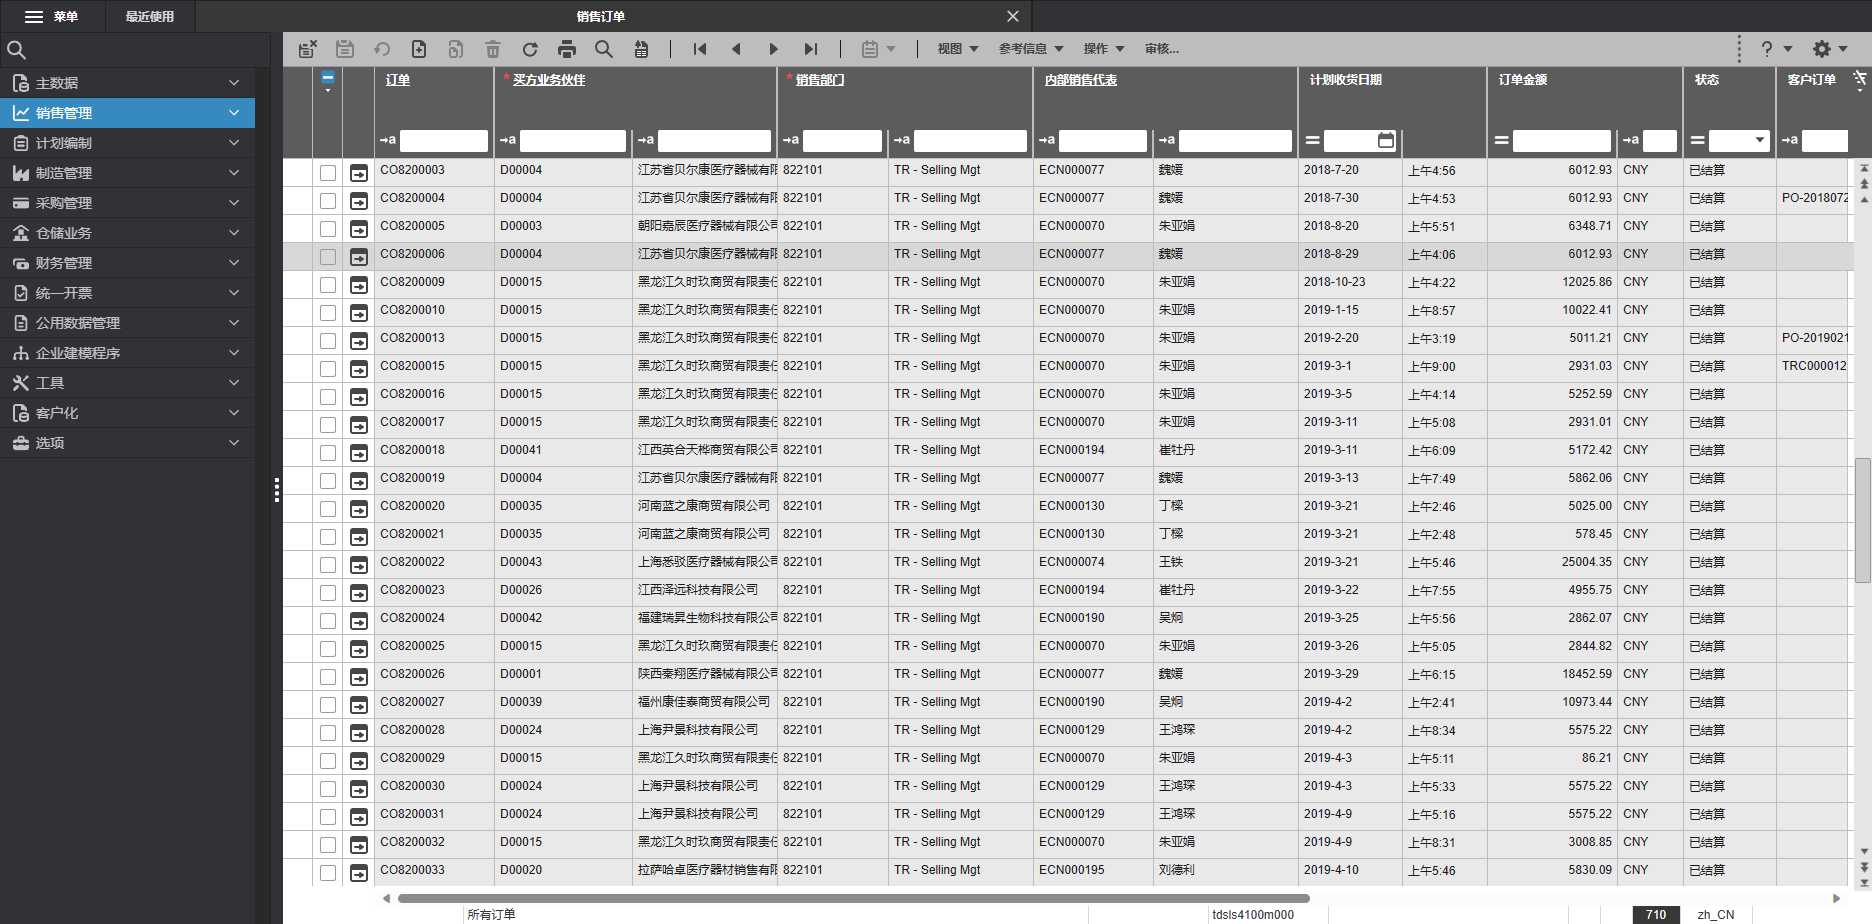 菜单 最近使用 销售订单
视图 参考信息 操作 审核...
主数据
销售管理
计划编制
制造管理
采购管理
仓储业务
财务管理
统一开票
公用数据管理
企业建模程序
工具
客户化
选项
订单 *买方业务伙伴 *销售部门 内部销售代表 计划收货日期 订单金额 状态 客户订单
CO8200003 D00004 江苏省贝尔康医疗器械有限 822101 TR - Selling Mgt ECN000077 魏媛 2018-7-20 上午4:56 6012.93 CNY 已结算
CO8200004 D00004 江苏省贝尔康医疗器械有限 822101 TR - Selling Mgt ECN000077 魏媛 2018-7-30 上午4:53 6012.93 CNY 已结算 PO-2018072
CO8200005 D00003 朝阳嘉辰医疗器械有限公司 822101 TR - Selling Mgt ECN000070 朱亚娟 2018-8-20 上午5:51 6348.71 CNY 已结算
CO8200006 D00004 江苏省贝尔康医疗器械有限 822101 TR - Selling Mgt ECN000077 魏媛 2018-8-29 上午4:06 6012.93 CNY 已结算
CO8200009 D00015 黑龙江久时玖商贸有限责任 822101 TR - Selling Mgt ECN000070 朱亚娟 2018-10-23 上午4:22 12025.86 CNY 已结算
CO8200010 D00015 黑龙江久时玖商贸有限责任 822101 TR - Selling Mgt ECN000070 朱亚娟 2019-1-15 上午8:57 10022.41 CNY 已结算
CO8200013 D00015 黑龙江久时玖商贸有限责任 822101 TR - Selling Mgt ECN000070 朱亚娟 2019-2-20 上午3:19 5011.21 CNY 已结算 PO-2019021
CO8200015 D00015 黑龙江久时玖商贸有限责任 822101 TR - Selling Mgt ECN000070 朱亚娟 2019-3-1 上午9:00 2931.03 CNY 已结算 TRC000012
CO8200016 D00015 黑龙江久时玖商贸有限责任 822101 TR - Selling Mgt ECN000070 朱亚娟 2019-3-5 上午4:14 5252.59 CNY 已结算
CO8200017 D00015 黑龙江久时玖商贸有限责任 822101 TR - Selling Mgt ECN000070 朱亚娟 2019-3-11 上午5:08 2931.01 CNY 已结算
CO8200018 D00041 江西英合天桦商贸有限公司 822101 TR - Selling Mgt ECN000194 崔牡丹 2019-3-11 上午6:09 5172.42 CNY 已结算
CO8200019 D00004 江苏省贝尔康医疗器械有限 822101 TR - Selling Mgt ECN000077 魏媛 2019-3-13 上午7:49 5862.06 CNY 已结算
CO8200020 D00035 河南蓝之康商贸有限公司 822101 TR - Selling Mgt ECN000130 丁樑 2019-3-21 上午2:46 5025.00 CNY 已结算
CO8200021 D00035 河南蓝之康商贸有限公司 822101 TR - Selling Mgt ECN000130 丁樑 2019-3-21 上午2:48 578.45 CNY 已结算
CO8200022 D00043 上海悉驳医疗器械有限公司 822101 TR - Selling Mgt ECN000074 王铁 2019-3-21 上午5:46 25004.35 CNY 已结算
CO8200023 D00026 江西泽远科技有限公司 822101 TR - Selling Mgt ECN000194 崔牡丹 2019-3-22 上午7:55 4955.75 CNY 已结算
CO8200024 D00042 福建瑞昇生物科技有限公司 822101 TR - Selling Mgt ECN000190 吴炯 2019-3-25 上午5:56 2862.07 CNY 已结算
CO8200025 D00015 黑龙江久时玖商贸有限责任 822101 TR - Selling Mgt ECN000070 朱亚娟 2019-3-26 上午5:05 2844.82 CNY 已结算
CO8200026 D00001 陕西秦翔医疗器械有限公司 822101 TR - Selling Mgt ECN000077 魏媛 2019-3-29 上午6:15 18452.59 CNY 已结算
CO8200027 D00039 福州康佳泰商贸有限公司 822101 TR - Selling Mgt ECN000190 吴炯 2019-4-2 上午2:41 10973.44 CNY 已结算
CO8200028 D00024 上海尹景科技有限公司 822101 TR - Selling Mgt ECN000129 王鸿琛 2019-4-2 上午8:34 5575.22 CNY 已结算
CO8200029 D00015 黑龙江久时玖商贸有限责任 822101 TR - Selling Mgt ECN000070 朱亚娟 2019-4-3 上午5:11 86.21 CNY 已结算
CO8200030 D00024 上海尹景科技有限公司 822101 TR - Selling Mgt ECN000129 王鸿琛 2019-4-3 上午5:33 5575.22 CNY 已结算
CO8200031 D00024 上海尹景科技有限公司 822101 TR - Selling Mgt ECN000129 王鸿琛 2019-4-9 上午5:16 5575.22 CNY 已结算
CO8200032 D00015 黑龙江久时玖商贸有限责任 822101 TR - Selling Mgt ECN000070 朱亚娟 2019-4-9 上午8:31 3008.85 CNY 已结算
CO8200033 D00020 拉萨哈卓医疗器材销售有限 822101 TR - Selling Mgt ECN000195 刘德利 2019-4-10 上午5:46 5830.09 CNY 已结算
所有订单 tdsls4100m000 710 zh_CN